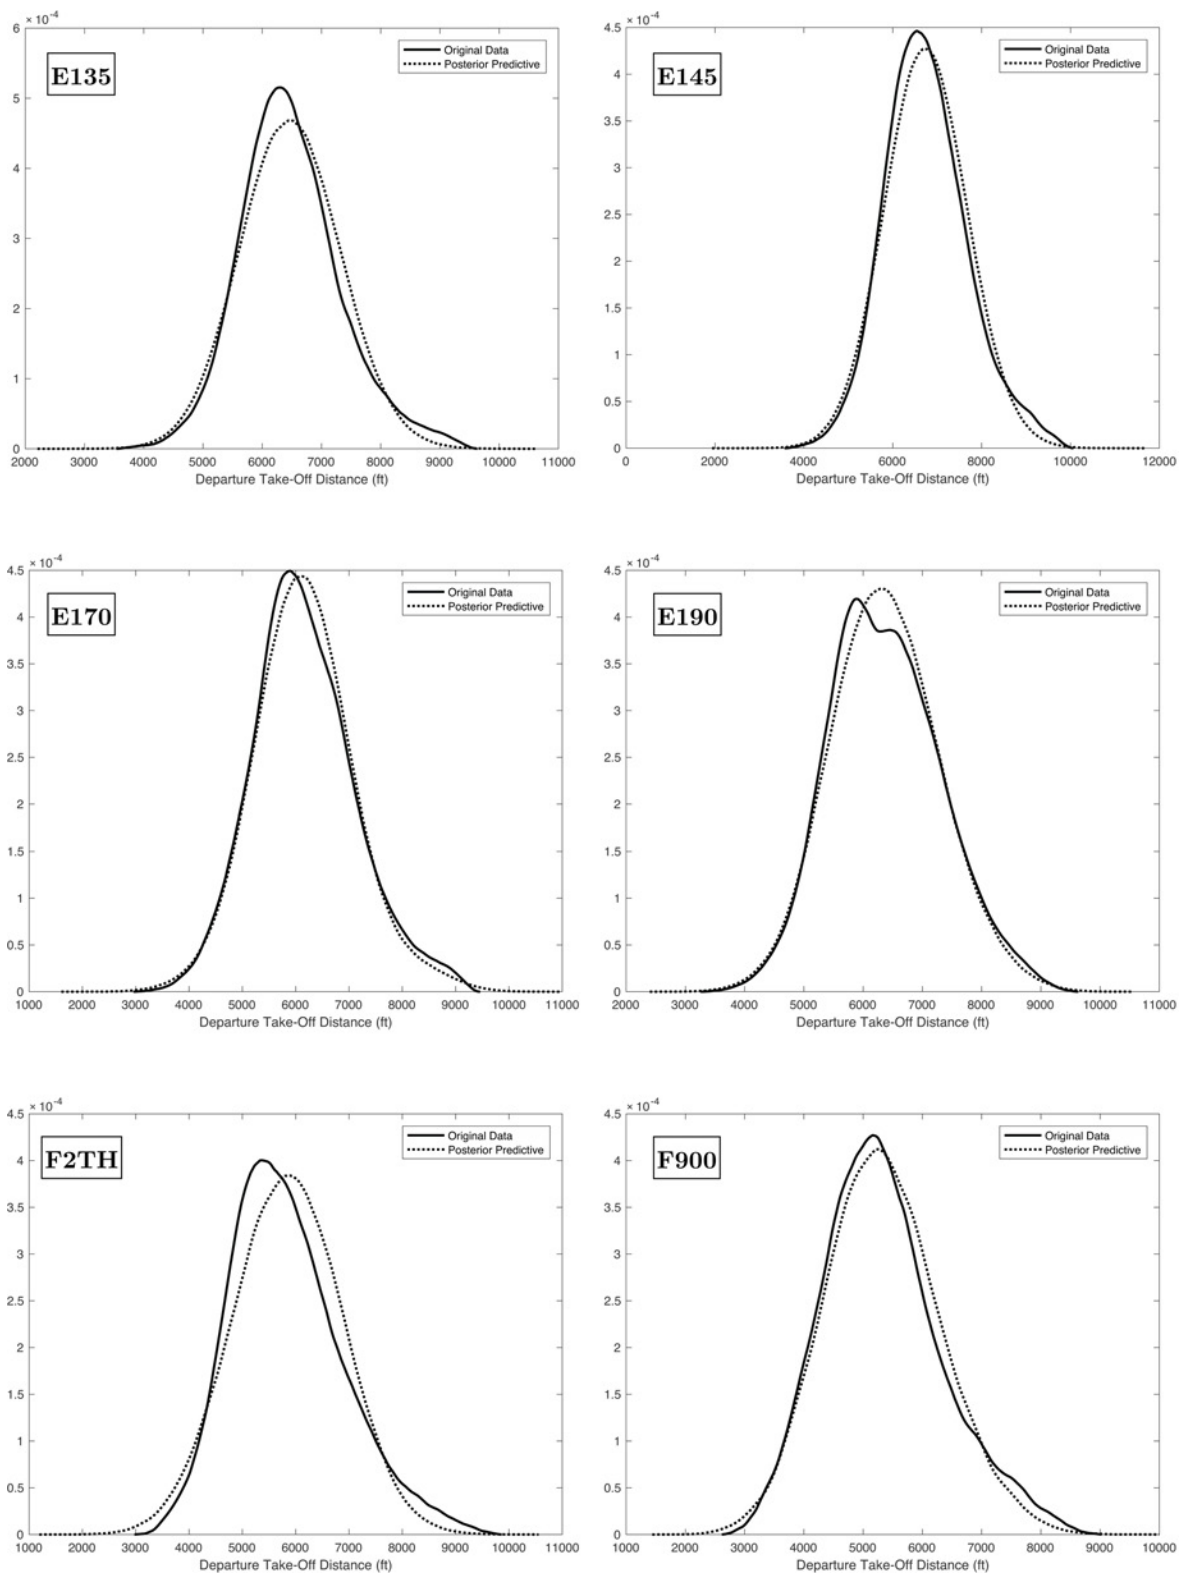 × 10⁻⁴
6
5
4
3
2
1
0
E135
Original Data
Posterior Predictive
2000 3000 4000 5000 6000 7000 8000 9000 10000 11000
Departure Take-Off Distance (ft)
× 10⁻⁴
4.5
4
3.5
3
2.5
2
1.5
1
0.5
0
E145
Original Data
Posterior Predictive
0 2000 4000 6000 8000 10000 12000
Departure Take-Off Distance (ft)
× 10⁻⁴
4.5
4
3.5
3
2.5
2
1.5
1
0.5
0
E170
Original Data
Posterior Predictive
1000 2000 3000 4000 5000 6000 7000 8000 9000 10000 11000
Departure Take-Off Distance (ft)
× 10⁻⁴
4.5
4
3.5
3
2.5
2
1.5
1
0.5
0
E190
Original Data
Posterior Predictive
2000 3000 4000 5000 6000 7000 8000 9000 10000 11000
Departure Take-Off Distance (ft)
× 10⁻⁴
4.5
4
3.5
3
2.5
2
1.5
1
0.5
0
F2TH
Original Data
Posterior Predictive
1000 2000 3000 4000 5000 6000 7000 8000 9000 10000 11000
Departure Take-Off Distance (ft)
× 10⁻⁴
4.5
4
3.5
3
2.5
2
1.5
1
0.5
0
F900
Original Data
Posterior Predictive
1000 2000 3000 4000 5000 6000 7000 8000 9000 10000
Departure Take-Off Distance (ft)